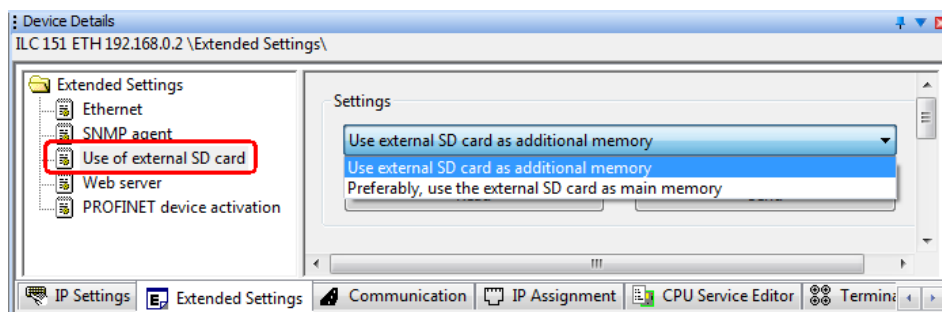 Device Details
ILC 151 ETH 192.168.0.2 \Extended Settings\
Extended Settings
Ethernet
SNMP agent
Use of external SD card
Web server
PROFINET device activation
Settings
Use external SD card as additional memory
Use external SD card as additional memory
Preferably, use the external SD card as main memory
IP Settings
Extended Settings
Communication
IP Assignment
CPU Service Editor